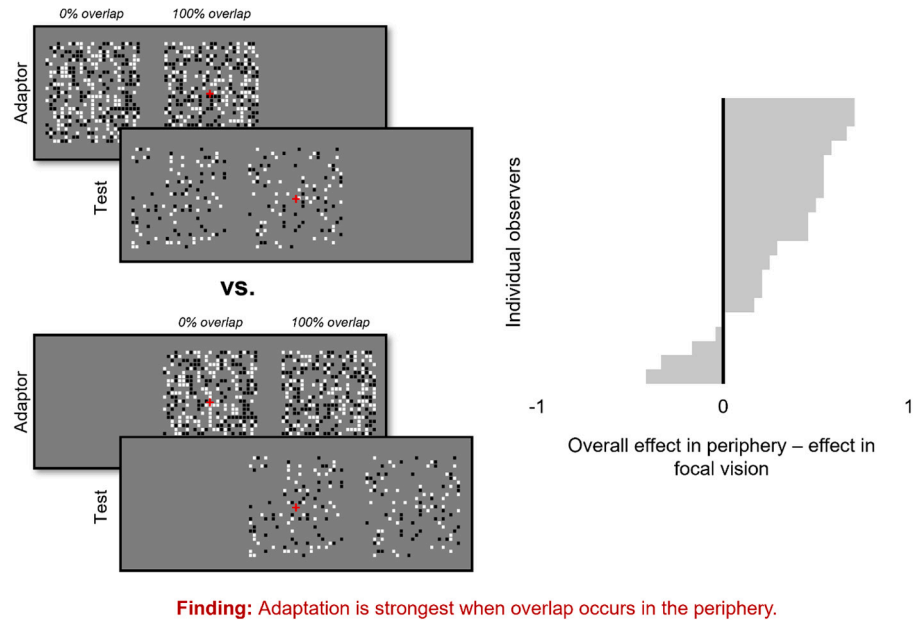 0% overlap 100% overlap
Adaptor
Test
vs.
0% overlap 100% overlap
Adaptor
Test
Individual observers
-1 0 1
Overall effect in periphery – effect in
focal vision
Finding: Adaptation is strongest when overlap occurs in the periphery.